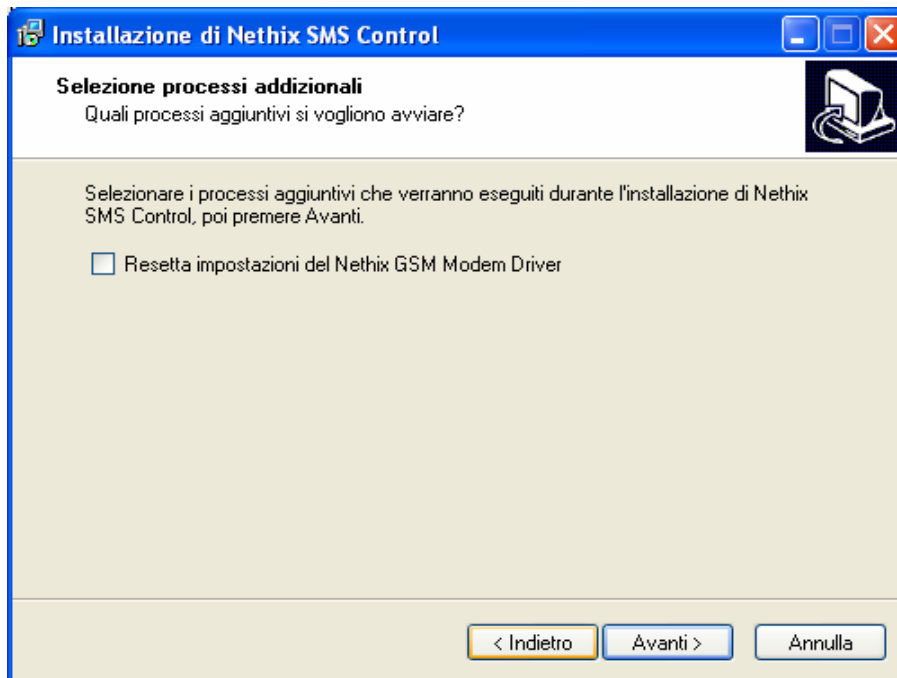 Installazione di Nethix SMS Control
Selezione processi addizionali
Quali processi aggiuntivi si vogliono avviare?
Selezionare i processi aggiuntivi che verranno eseguiti durante l'installazione di Nethix
SMS Control, poi premere Avanti.
Resetta impostazioni del Nethix GSM Modem Driver
< Indietro
Avanti >
Annulla